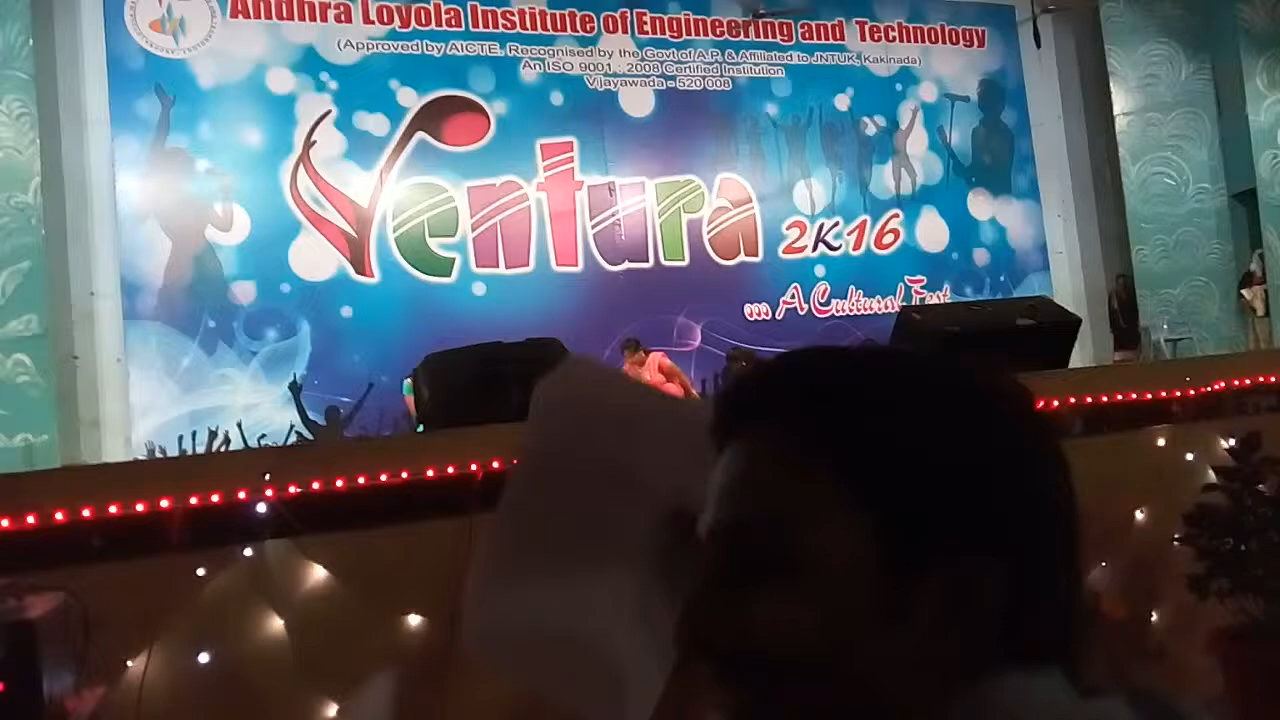 Andhra Loyola Institute of Engineering and Technology
(Approved by AICTE, Recognised by the Govt of A.P. & Affiliated to JNTUK, Kakinada)
An ISO 9001 : 2008 Certified Institution
Vijayawada - 520 008
Ventura 2K16
... A Cultural Fest